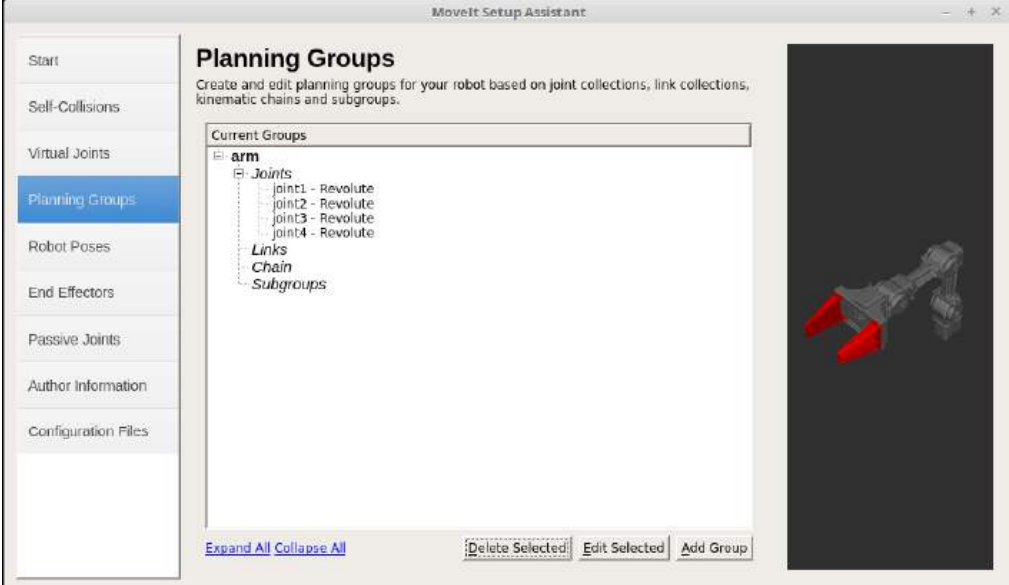 MoveIt Setup Assistant
Start
Self-Collisions
Virtual Joints
Planning Groups
Robot Poses
End Effectors
Passive Joints
Author Information
Configuration Files
Planning Groups
Create and edit planning groups for your robot based on joint collections, link collections,
kinematic chains and subgroups.
Current Groups
arm
Joints
joint1 - Revolute
joint2 - Revolute
joint3 - Revolute
joint4 - Revolute
Links
Chain
Subgroups
Expand All Collapse All
Delete Selected Edit Selected Add Group